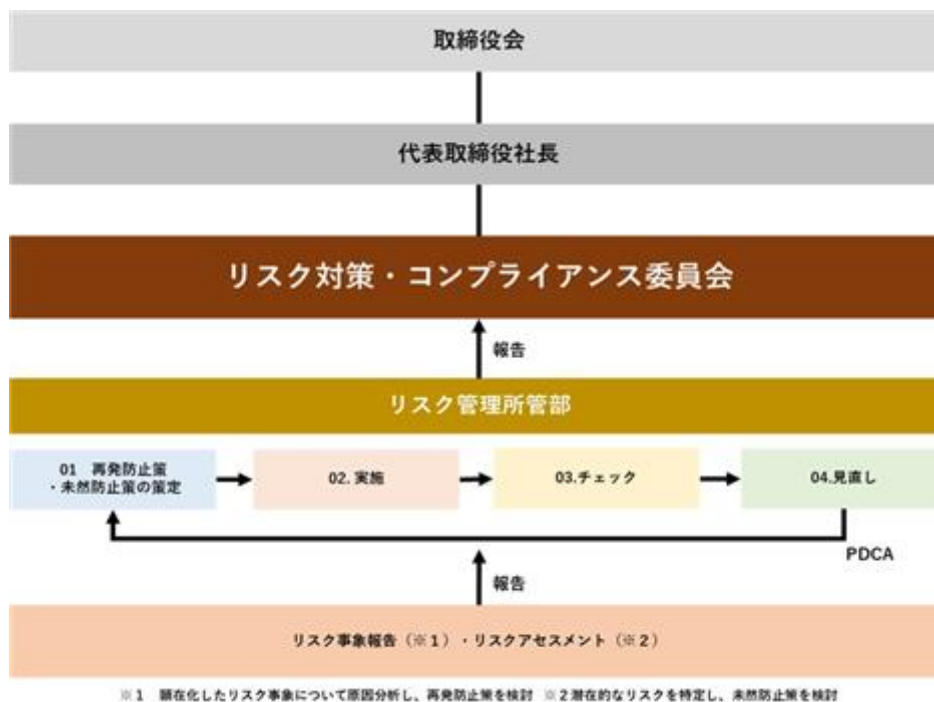 取締役会
代表取締役社長
リスク対策・コンプライアンス委員会
報告
リスク管理所管部
01　再発防止策
・未然防止策の策定
02. 実施
03.チェック
04.見直し
PDCA
報告
リスク事象報告（※１）・リスクアセスメント（※２）
※１　顕在化したリスク事象について原因分析し、再発防止策を検討　※２潜在的なリスクを特定し、未然防止策を検討